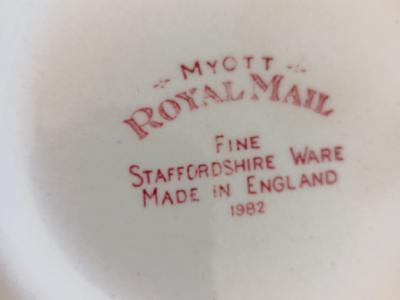 MYOTT
ROYAL MAIL
FINE
STAFFORDSHIRE WARE
MADE IN ENGLAND
1982